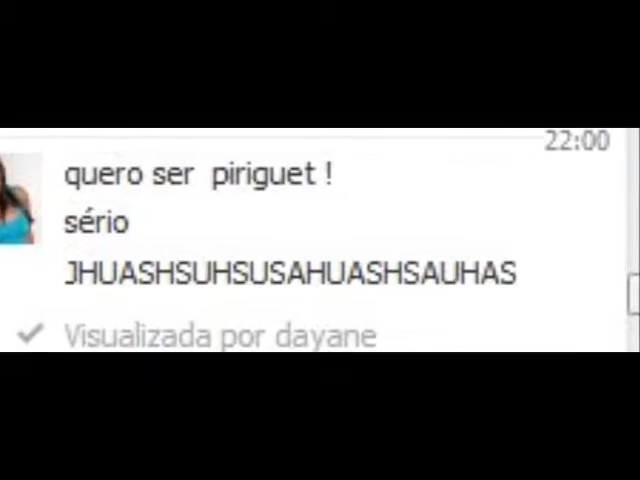 22:00
quero ser piriguet !
sério
JHUASHSUHSUSAHUASHSAUHAS
Visualizada por dayane